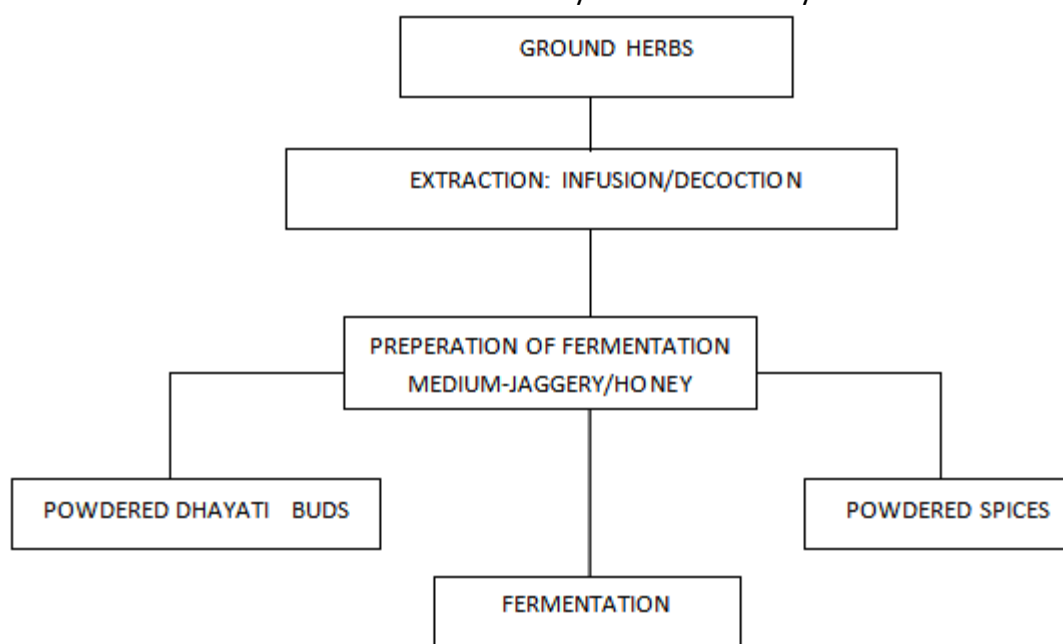 GROUND HERBS
EXTRACTION: INFUSION/DECOCTION
PREPERATION OF FERMENTATION
MEDIUM-JAGGERY/HONEY
POWDERED DHAYATI BUDS
POWDERED SPICES
FERMENTATION